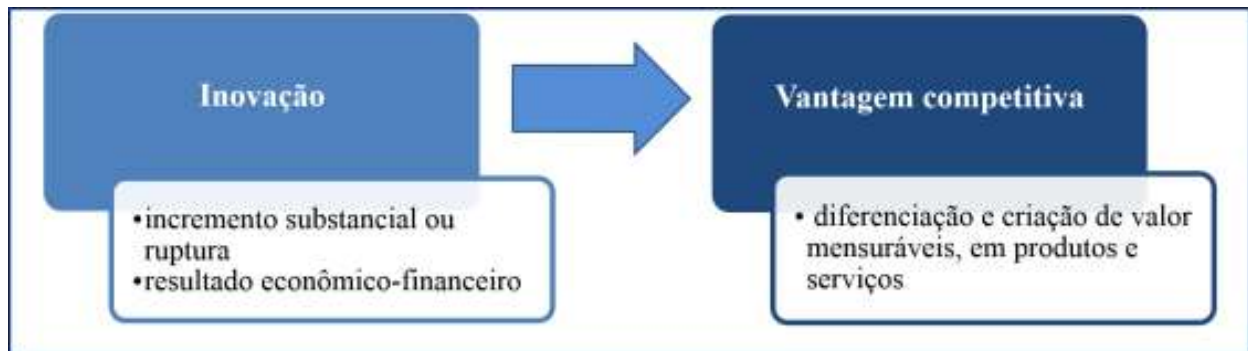 Inovação
•incremento substancial ou
ruptura
•resultado econômico-financeiro
Vantagem competitiva
• diferenciação e criação de valor
mensuráveis, em produtos e
serviços